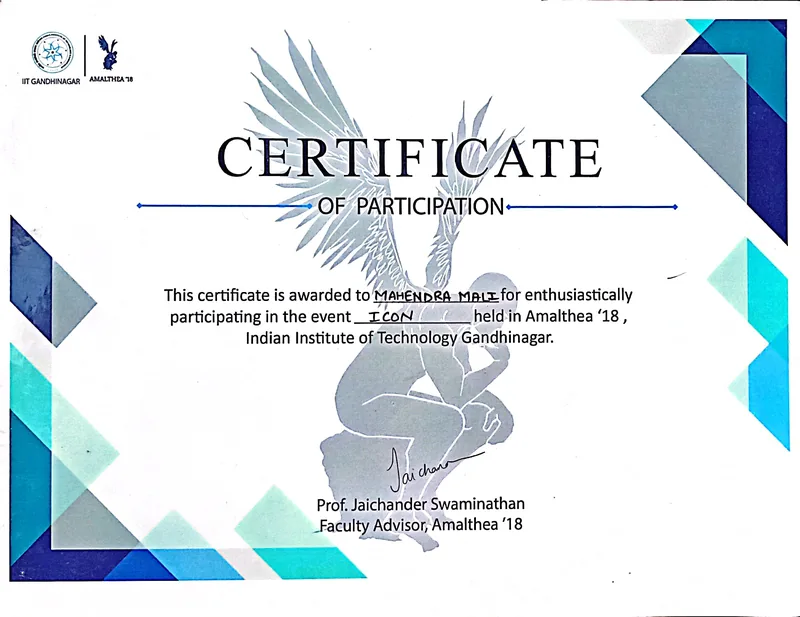 IIT GANDHINAGAR
AMALTHEA '18
CERTIFICATE
OF PARTICIPATION
This certificate is awarded to MAHENDRA MALI for enthusiastically
participating in the event ICON held in Amalthea '18 ,
Indian Institute of Technology Gandhinagar.
Jaichander
Prof. Jaichander Swaminathan
Faculty Advisor, Amalthea '18